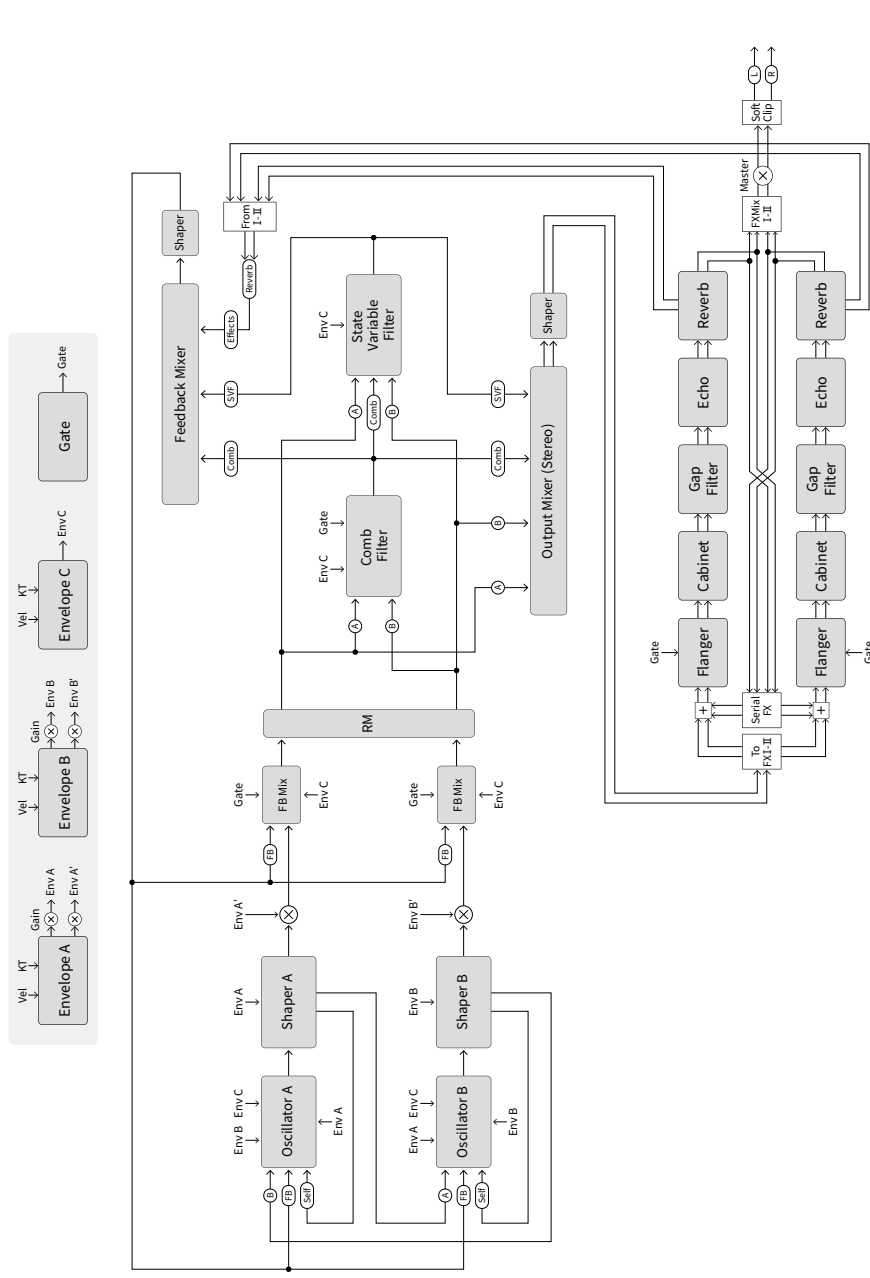 Vel
KT
Envelope A
Gain
Env A
Env A'
Vel
KT
Envelope B
Gain
Env B
Env B'
Vel
KT
Envelope C
Env C
Gate
Gate
B
FB
Self
Env B
Env C
Oscillator A
Env A
Env A
Shaper A
Env A'
FB
Gate
FB Mix
Env C
A
FB
Self
Env A
Env C
Oscillator B
Env B
Env B
Shaper B
Env B'
FB
Gate
FB Mix
Env C
RM
A
B
Env C
Gate
Comb
Filter
A
Comb
B
Env C
State
Variable
Filter
Comb
SVF
Effects
Feedback Mixer
Shaper
Reverb
From
I-II
A
B
Comb
SVF
Output Mixer (Stereo)
Shaper
To
FX I-II
Serial
FX
+
+
Gate
Flanger
Cabinet
Gap
Filter
Echo
Reverb
Gate
Flanger
Cabinet
Gap
Filter
Echo
Reverb
FXMix
I-II
Master
Soft
Clip
L
R